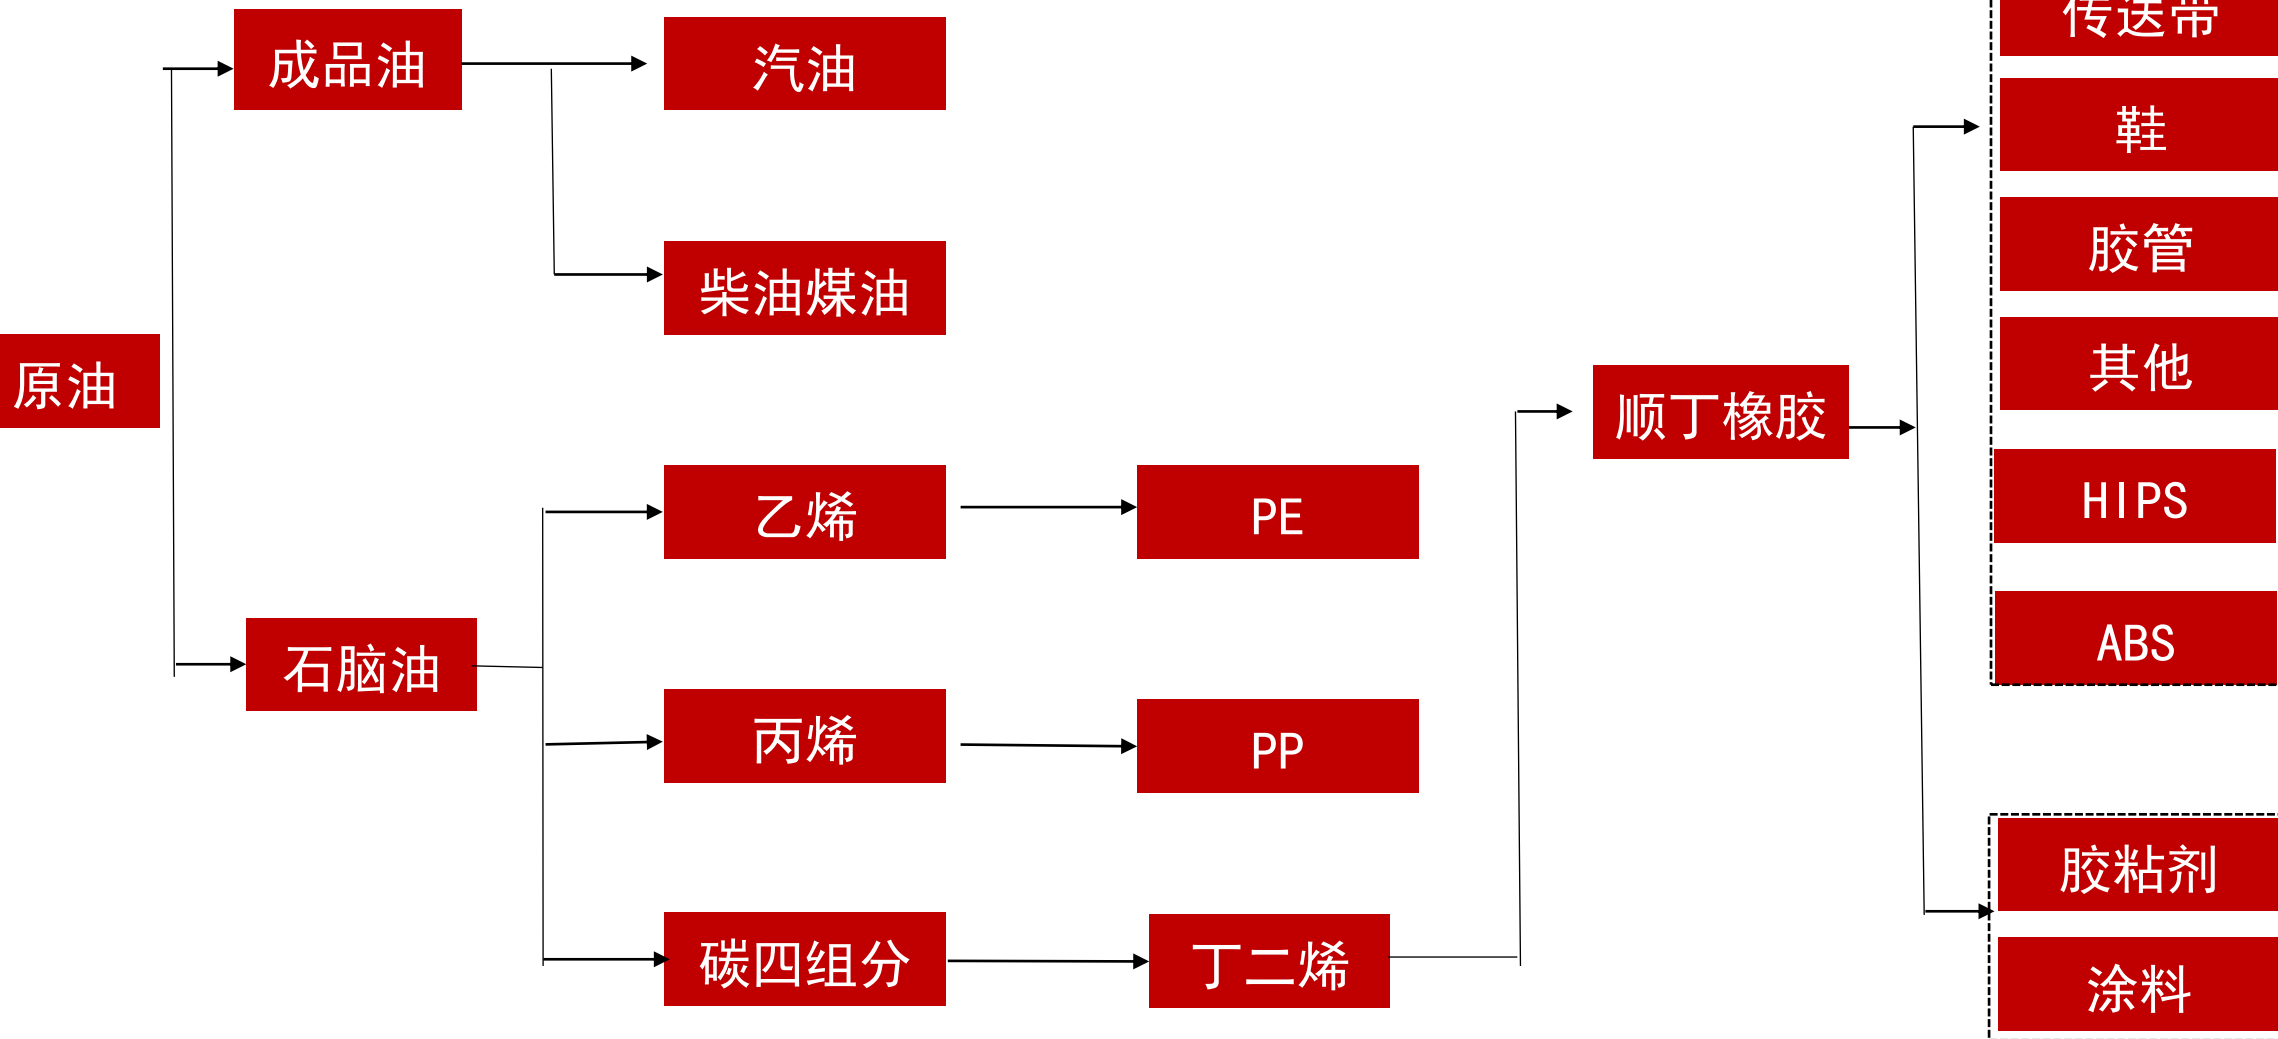 成品油
汽油
柴油煤油
原油
乙烯
PE
石脑油
丙烯
PP
碳四组分
丁二烯
顺丁橡胶
传送带
鞋
胶管
其他
HIPS
ABS
胶粘剂
涂料